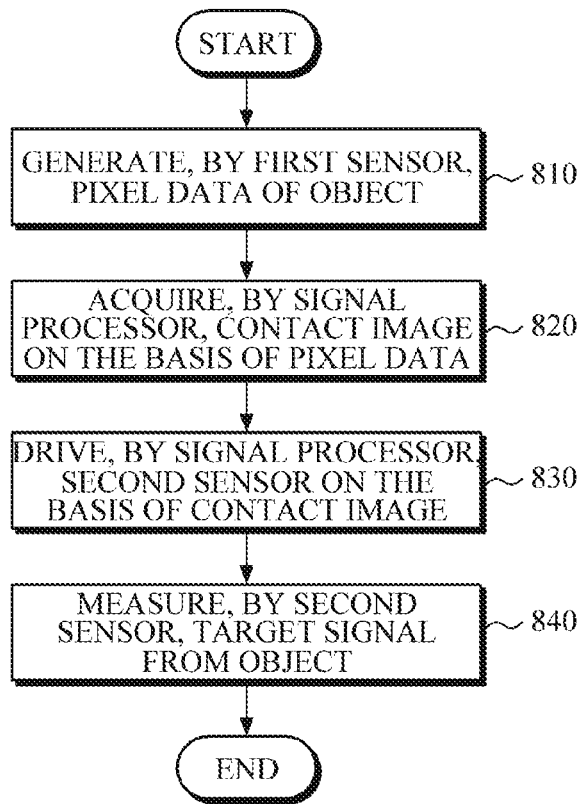 START
GENERATE, BY FIRST SENSOR,
PIXEL DATA OF OBJECT
810
ACQUIRE, BY SIGNAL
PROCESSOR, CONTACT IMAGE
ON THE BASIS OF PIXEL DATA
820
DRIVE, BY SIGNAL PROCESSOR,
SECOND SENSOR ON THE
BASIS OF CONTACT IMAGE
830
MEASURE, BY SECOND
SENSOR, TARGET SIGNAL
FROM OBJECT
840
END